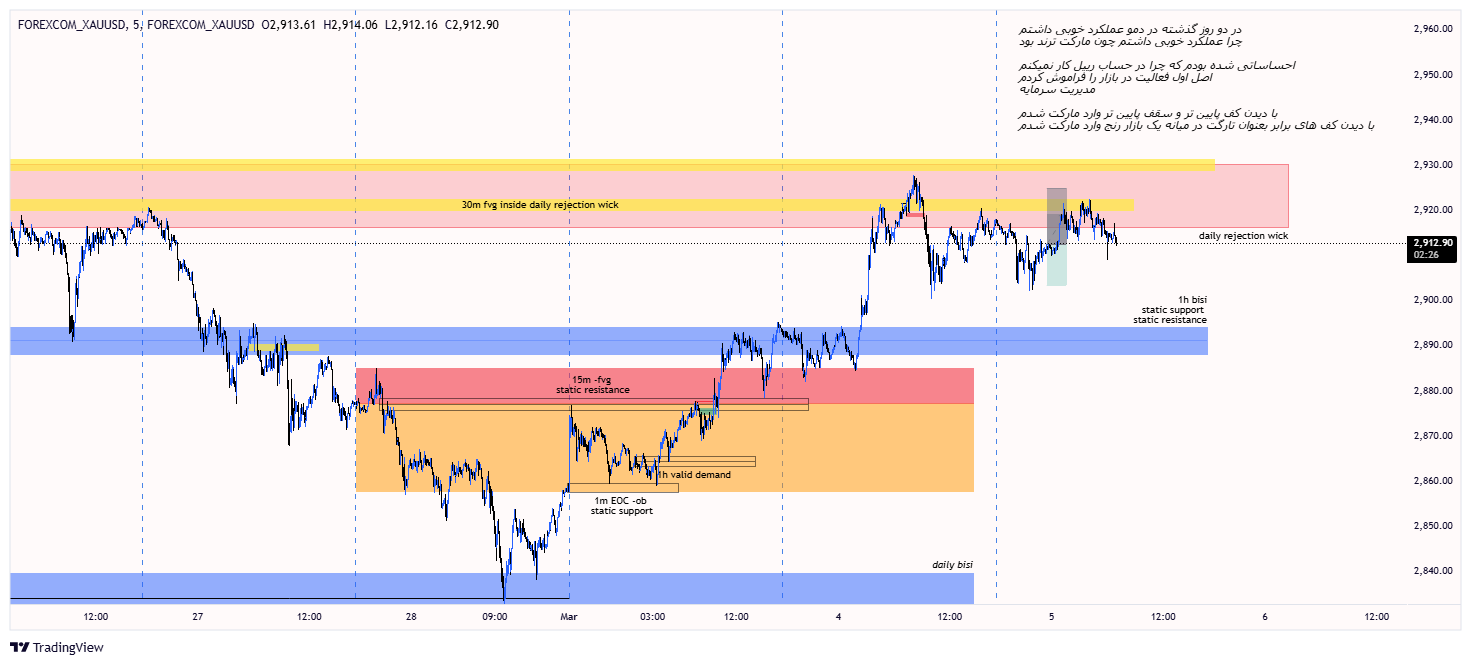 FOREXCOM_XAUUSD, 5, FOREXCOM_XAUUSD O2,913.61 H2,914.06 L2,912.16 C2,912.90
در دو روز گذشته در دمو عملکرد خوبی داشتم
چرا عملکرد خوبی داشتم چون مارکت ترند بود
احساساتی شده بودم که چرا در حساب رییل کار نمیکنم
اصل اول فعالیت در بازار را فراموش کردم
مدیریت سرمایه
با دیدن کف پایین تر و سقف پایین تر وارد مارکت شدم
با دیدن کف های برابر بعنوان تارگت در میانه یک بازار رنج وارد مارکت شدم
2,960.00
2,950.00
2,940.00
2,930.00
2,920.00
2,912.90
02:26
2,900.00
2,890.00
2,880.00
2,870.00
2,860.00
2,850.00
2,840.00
30m fvg inside daily rejection wick
daily rejection wick
1h bisi
static support
static resistance
15m -fvg
static resistance
1h valid demand
1m EOC -ob
static support
daily bisi
12:00 27 12:00 28 09:00 Mar 03:00 12:00 4 12:00 5 12:00 6 12:00
TradingView